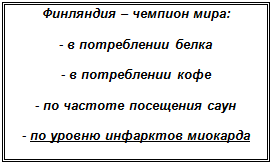 Финляндия – чемпион мира:
- в потреблении белка
- в потреблении кофе
- по частоте посещения саун
- по уровню инфарктов миокарда